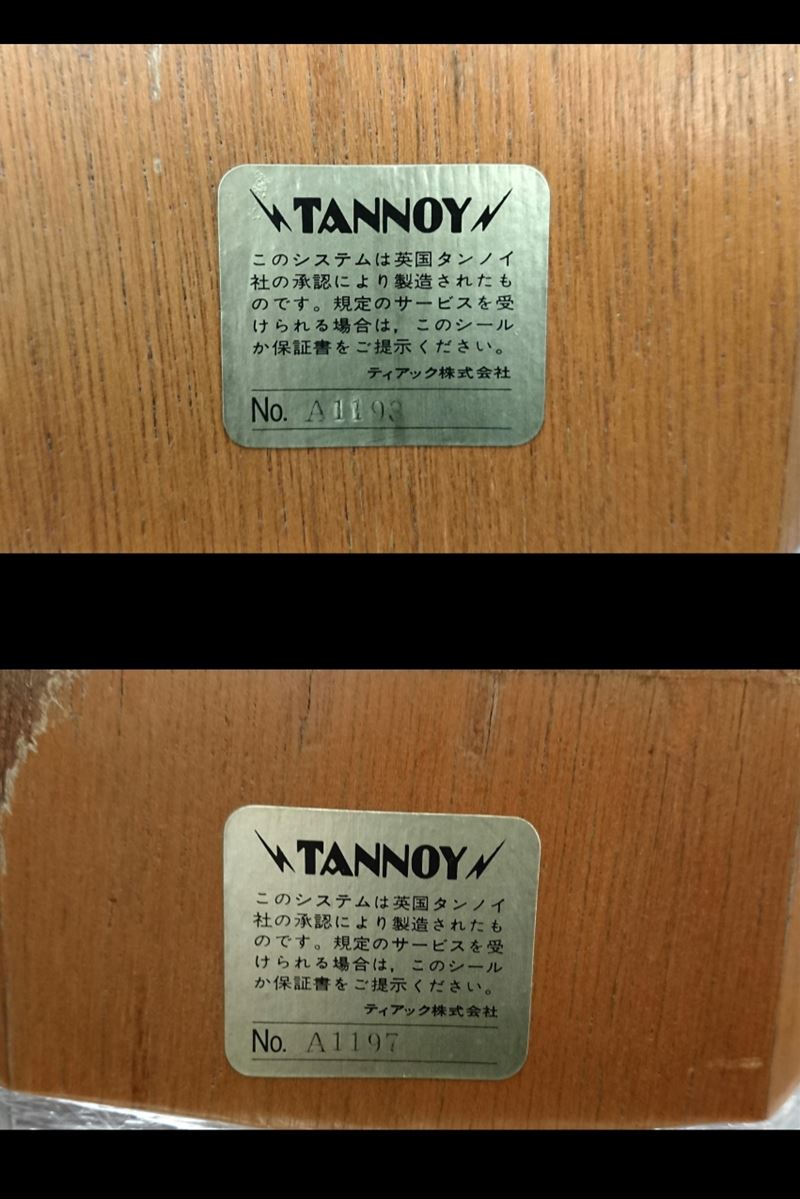 TANNOY
このシステムは英国タンノイ
社の承認により製造されたも
のです。規定のサービスを受
けられる場合は，このシール
か保証書をご提示ください。
ティアック株式会社
No. A1193
TANNOY
このシステムは英国タンノイ
社の承認により製造されたも
のです。規定のサービスを受
けられる場合は，このシール
か保証書をご提示ください。
ティアック株式会社
No. A1197